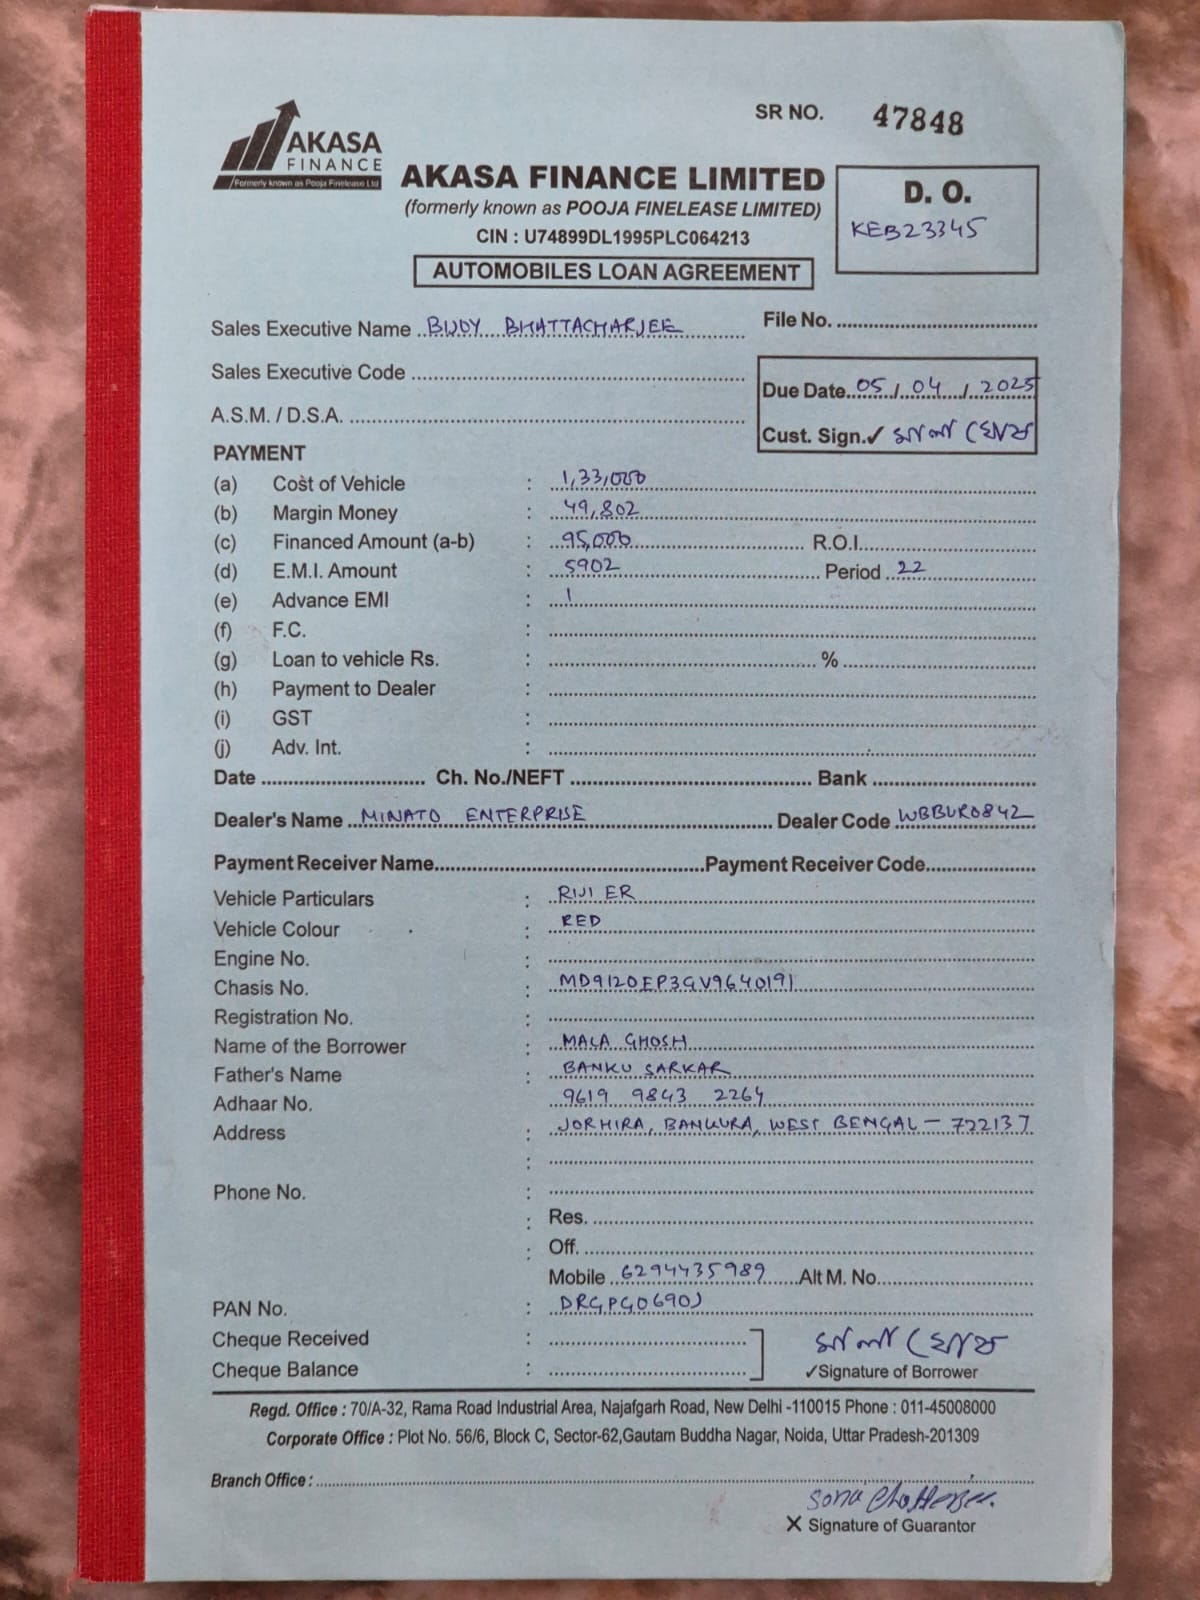 SR NO. 47848
AKASA
FINANCE
Formerly known as Pooja Finelease Ltd
AKASA FINANCE LIMITED
(formerly known as POOJA FINELEASE LIMITED)
CIN : U74899DL1995PLC064213
AUTOMOBILES LOAN AGREEMENT
D. O.
KEB23345
Sales Executive Name BIJOY BHATTACHARJEE
File No.
Sales Executive Code
Due Date 05/04/2025
A.S.M. / D.S.A.
Cust. Sign.✓ মালা ঘোষ
PAYMENT
(a) Cost of Vehicle : 1,33,000
(b) Margin Money : 49,802
(c) Financed Amount (a-b) : 95,000 R.O.I.
(d) E.M.I. Amount : 5902 Period 22
(e) Advance EMI : 1
(f) F.C. :
(g) Loan to vehicle Rs. : %
(h) Payment to Dealer :
(i) GST :
(j) Adv. Int. :
Date Ch. No./NEFT Bank
Dealer's Name MINATO ENTERPRISE Dealer Code WBBUR0842
Payment Receiver Name Payment Receiver Code
Vehicle Particulars : RIJI ER
Vehicle Colour : RED
Engine No. :
Chasis No. : MD9120EP3GV9640191
Registration No. :
Name of the Borrower : MALA GHOSH
Father's Name : BANKU SARKAR
Adhaar No. : 9619 9843 2264
Address : JORHIRA, BANKURA, WEST BENGAL - 722137
:
Phone No. :
: Res.
: Off.
Mobile 6294435989 Alt M. No.
PAN No. : DRGPG0690J
Cheque Received : মালা ঘোষ
Cheque Balance : ✓Signature of Borrower
Regd. Office : 70/A-32, Rama Road Industrial Area, Najafgarh Road, New Delhi -110015 Phone : 011-45008000
Corporate Office : Plot No. 56/6, Block C, Sector-62,Gautam Buddha Nagar, Noida, Uttar Pradesh-201309
Branch Office :
Sona Chatterjee.
X Signature of Guarantor